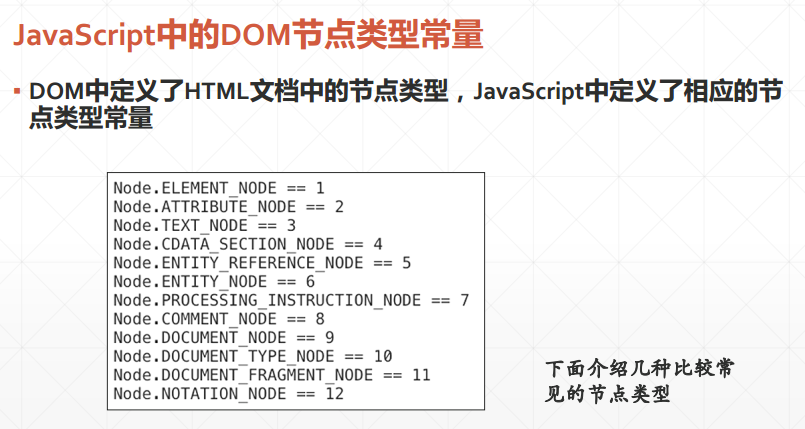 JavaScript中的DOM节点类型常量
▪ DOM中定义了HTML文档中的节点类型，JavaScript中定义了相应的节
点类型常量
Node.ELEMENT_NODE == 1
Node.ATTRIBUTE_NODE == 2
Node.TEXT_NODE == 3
Node.CDATA_SECTION_NODE == 4
Node.ENTITY_REFERENCE_NODE == 5
Node.ENTITY_NODE == 6
Node.PROCESSING_INSTRUCTION_NODE == 7
Node.COMMENT_NODE == 8
Node.DOCUMENT_NODE == 9
Node.DOCUMENT_TYPE_NODE == 10
Node.DOCUMENT_FRAGMENT_NODE == 11
Node.NOTATION_NODE == 12
下面介绍几种比较常
见的节点类型